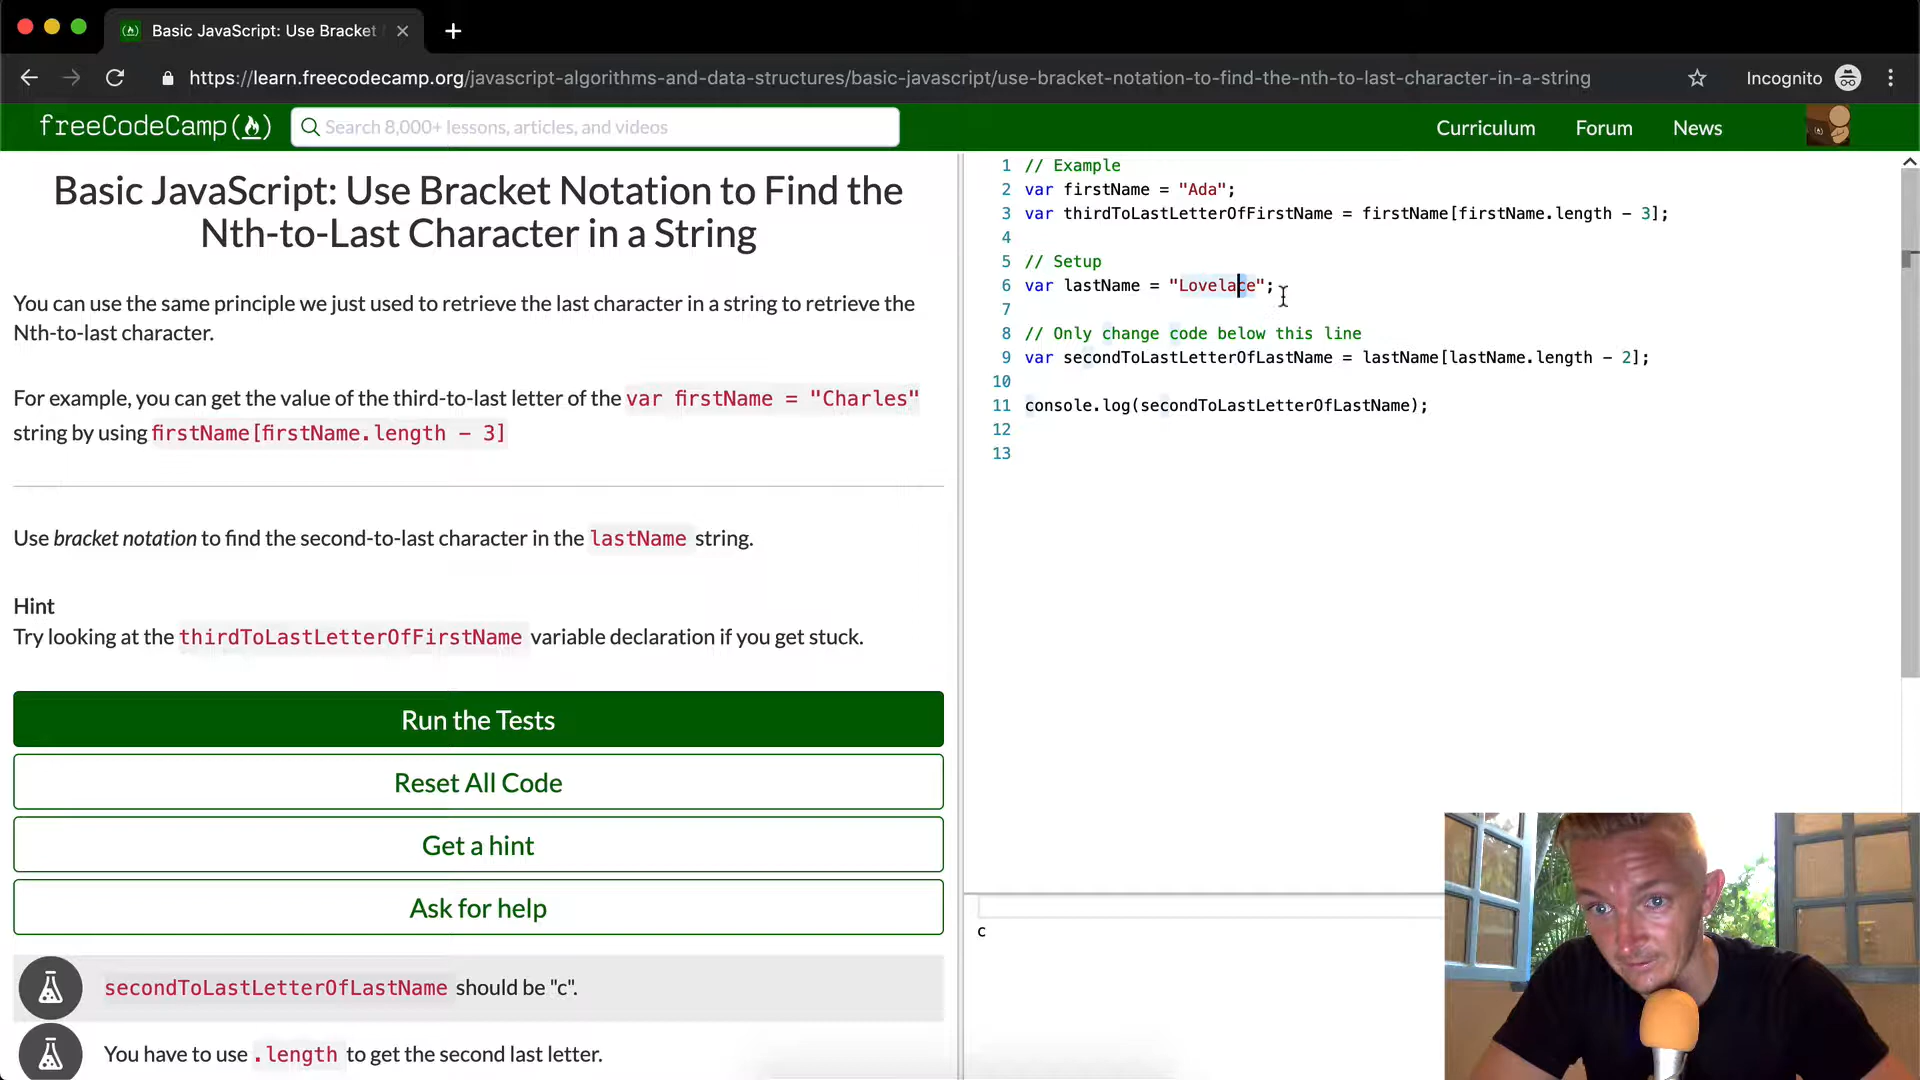 Basic JavaScript: Use Bracket
https://learn.freecodecamp.org/javascript-algorithms-and-data-structures/basic-javascript/use-bracket-notation-to-find-the-nth-to-last-character-in-a-string
Incognito
freeCodeCamp
Search 8,000+ lessons, articles, and videos
Curriculum
Forum
News
Basic JavaScript: Use Bracket Notation to Find the
Nth-to-Last Character in a String
You can use the same principle we just used to retrieve the last character in a string to retrieve the
Nth-to-last character.
For example, you can get the value of the third-to-last letter of the var firstName = "Charles"
string by using firstName[firstName.length - 3]
Use bracket notation to find the second-to-last character in the lastName string.
Hint
Try looking at the thirdToLastLetterOfFirstName variable declaration if you get stuck.
Run the Tests
Reset All Code
Get a hint
Ask for help
secondToLastLetterOfLastName should be "c".
You have to use .length to get the second last letter.
1 // Example
2 var firstName = "Ada";
3 var thirdToLastLetterOfFirstName = firstName[firstName.length - 3];
4
5 // Setup
6 var lastName = "Lovelace";
7
8 // Only change code below this line
9 var secondToLastLetterOfLastName = lastName[lastName.length - 2];
10
11 console.log(secondToLastLetterOfLastName);
12
13
c